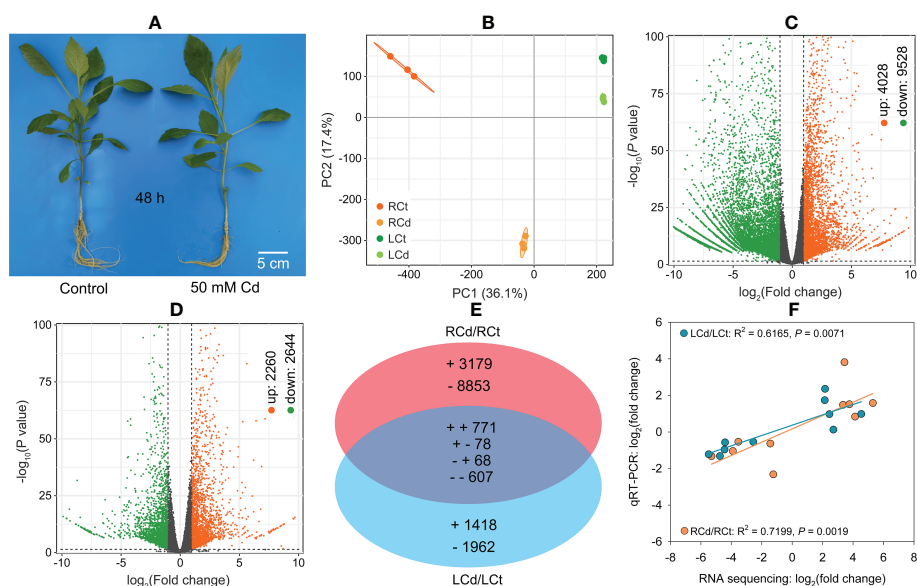 A
48 h
5 cm
Control
50 mM Cd
B
PC2 (17.4%)
100
0
-100
-200
-300
RCt
RCd
LCt
LCd
-400
-200
0
200
PC1 (36.1%)
C
-log10(P value)
100
75
50
25
0
up: 4028
down: 9528
-10
-5
0
5
10
log2(Fold change)
D
-log10(P value)
100
75
50
25
0
up: 2260
down: 2644
-10
-5
0
5
10
log2(Fold change)
E
RCd/RCt
+ 3179
- 8853
+ + 771
+ - 78
- + 68
- - 607
+ 1418
- 1962
LCd/LCt
F
qRT-PCR: log2(fold change)
6
4
2
0
-2
-4
-6
LCd/LCt: R² = 0.6165, P = 0.0071
RCd/RCt: R² = 0.7199, P = 0.0019
-8
-6
-4
-2
0
2
4
6
8
RNA sequencing: log2(fold change)